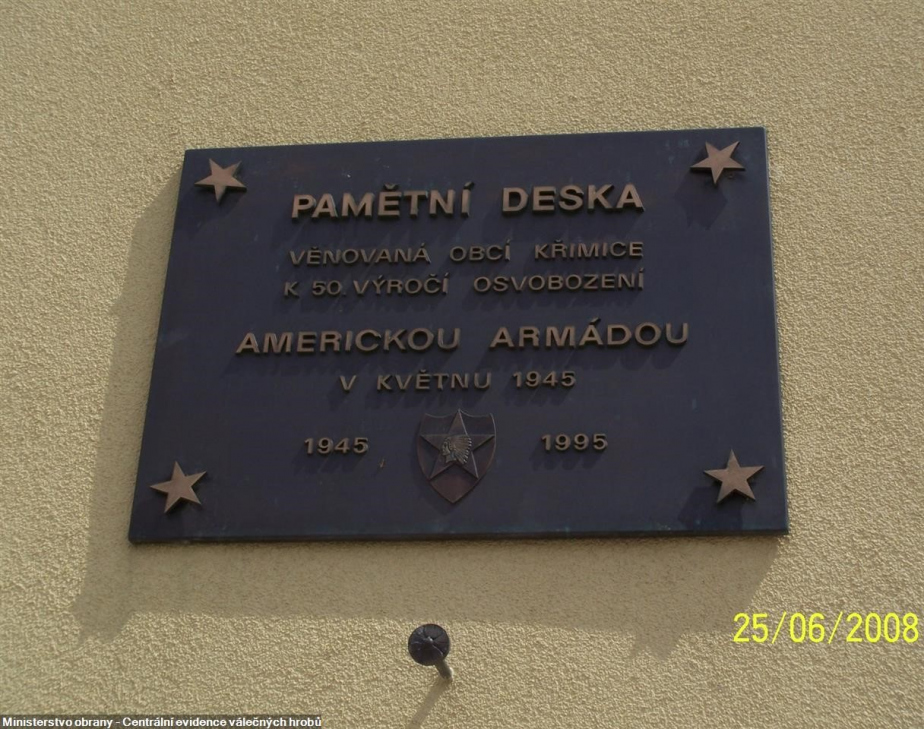 PAMĚTNÍ DESKA
VĚNOVANÁ OBCÍ KŘIMICE
K 50. VÝROČÍ OSVOBOZENÍ
AMERICKOU ARMÁDOU
V KVĚTNU 1945
1945 1995
25/06/2008
Ministerstvo obrany - Centrální evidence válečných hrobů